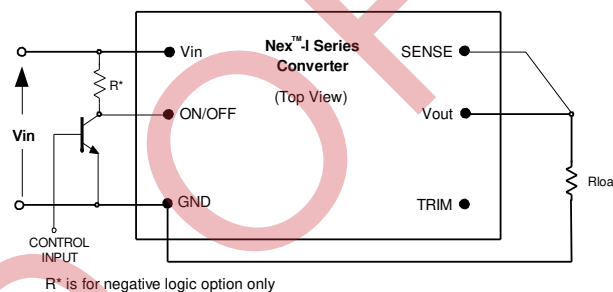 Nex™-I Series
Converter
(Top View)
Vin
SENSE
R*
ON/OFF
Vout
Vin
Rloa
GND
TRIM
CONTROL
INPUT
R* is for negative logic option only